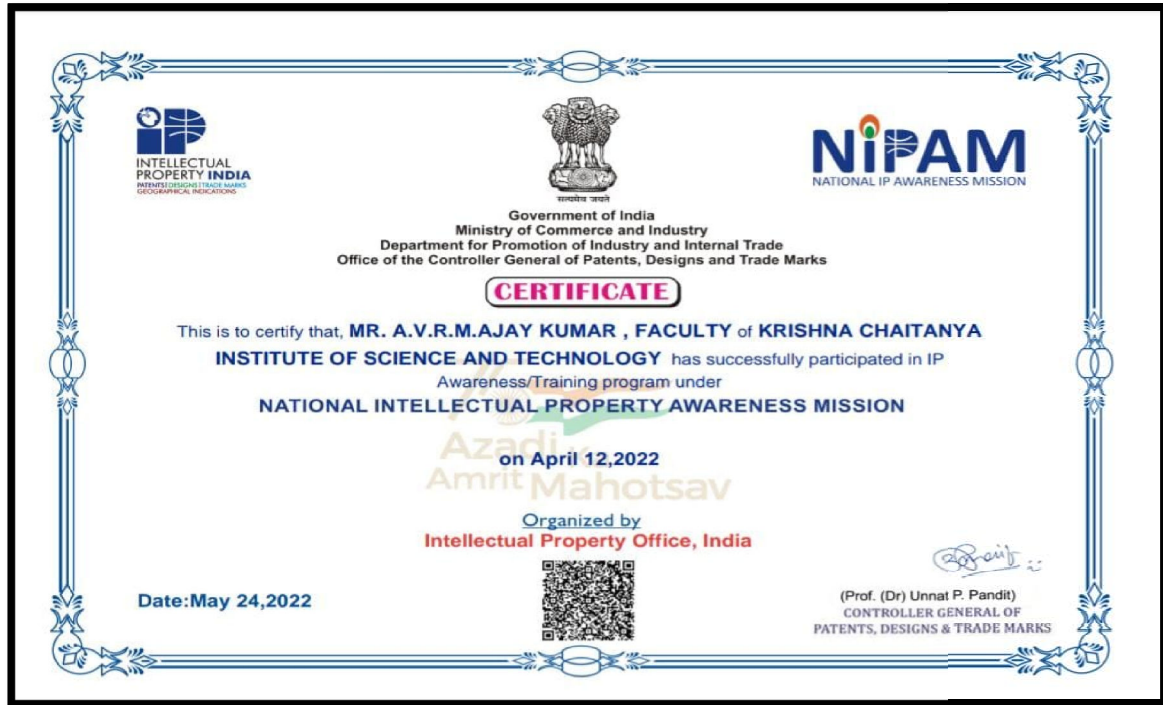 INTELLECTUAL
PROPERTY INDIA
PATENTS | DESIGNS | TRADE MARKS
GEOGRAPHICAL INDICATIONS
सत्यमेव जयते
NiPAM
NATIONAL IP AWARENESS MISSION
Government of India
Ministry of Commerce and Industry
Department for Promotion of Industry and Internal Trade
Office of the Controller General of Patents, Designs and Trade Marks
CERTIFICATE
This is to certify that, MR. A.V.R.M.AJAY KUMAR , FACULTY of KRISHNA CHAITANYA
INSTITUTE OF SCIENCE AND TECHNOLOGY has successfully participated in IP
Awareness/Training program under
NATIONAL INTELLECTUAL PROPERTY AWARENESS MISSION
Azadi Ka
on April 12,2022
Amrit Mahotsav
Organized by
Intellectual Property Office, India
Date:May 24,2022
(Prof. (Dr) Unnat P. Pandit)
CONTROLLER GENERAL OF
PATENTS, DESIGNS & TRADE MARKS